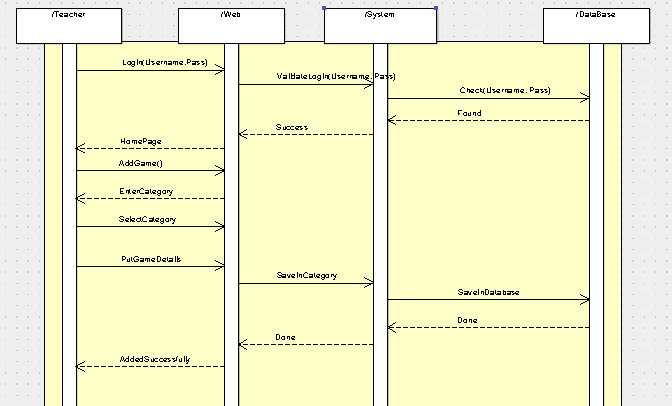 /Teacher
/Web
/System
/DataBase
LogIn(Username.Pass)
ValidateLogIn(Username.Pass)
Check(Username.Pass)
Found
Success
HomePage
AddGame()
EnterCategory
SelectCategory
PutGameDetails
SaveInCategory
SaveInDatabase
Done
Done
AddedSuccessfully